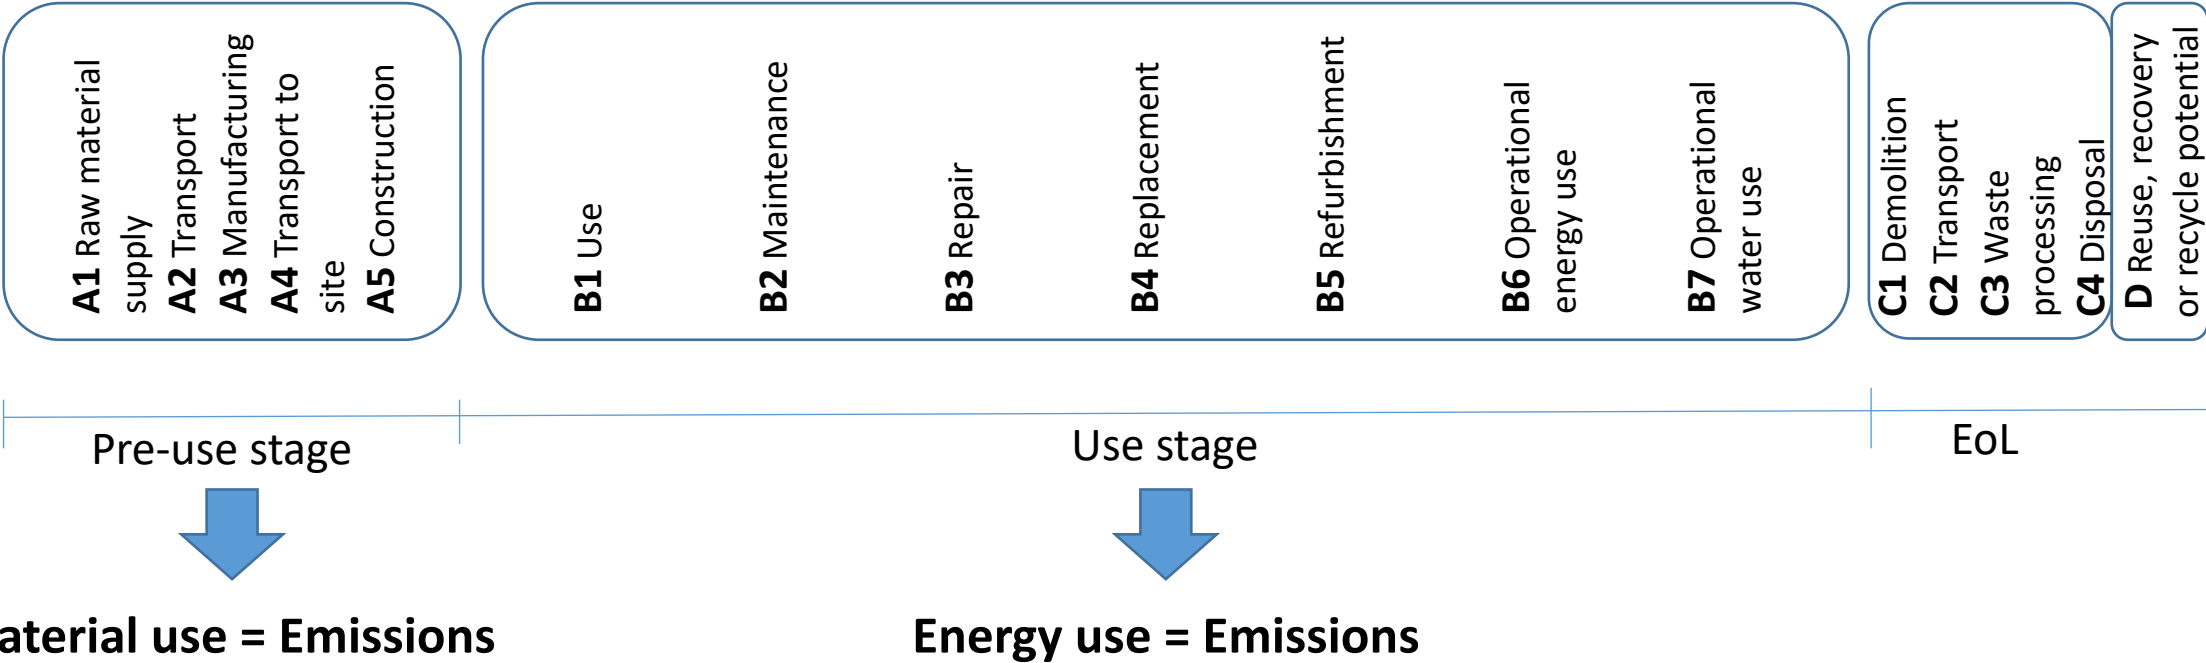 A1 Raw material
supply
A2 Transport
A3 Manufacturing
A4 Transport to
site
A5 Construction
B1 Use
B2 Maintenance
B3 Repair
B4 Replacement
B5 Refurbishment
B6 Operational
energy use
B7 Operational
water use
C1 Demolition
C2 Transport
C3 Waste
processing
C4 Disposal
D Reuse, recovery
or recycle potential
Pre-use stage
Use stage
EoL
aterial use = Emissions
Energy use = Emissions